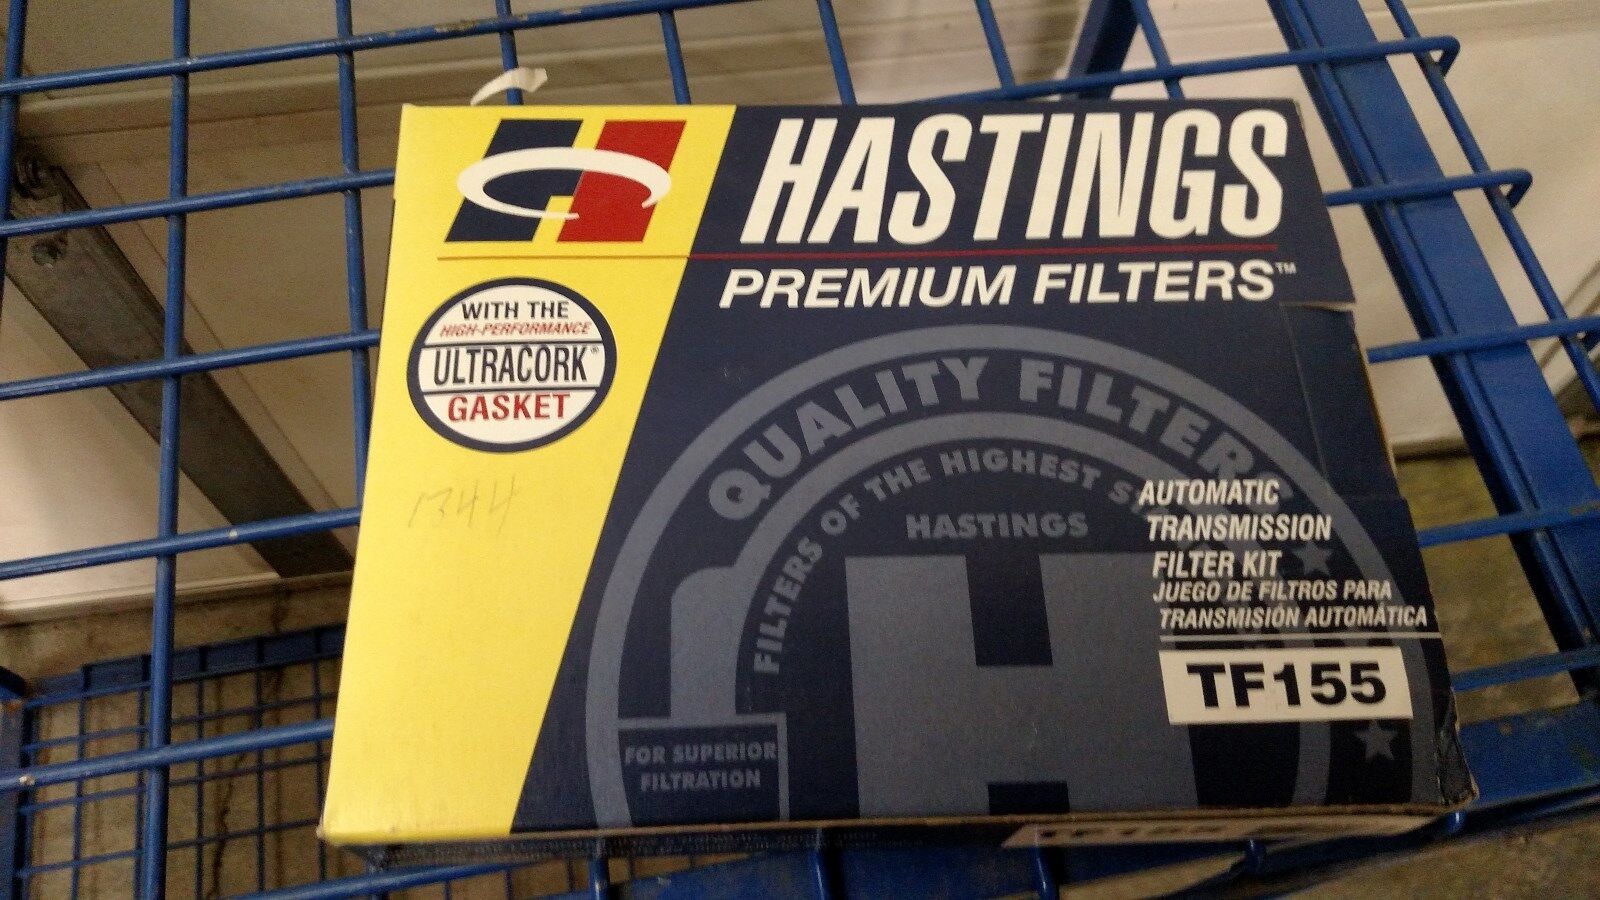 HASTINGS
PREMIUM FILTERS™
WITH THE
HIGH-PERFORMANCE
ULTRACORK®
GASKET
1344
QUALITY FILTERS
FILTERS OF THE HIGHEST
HASTINGS
AUTOMATIC
TRANSMISSION
FILTER KIT
JUEGO DE FILTROS PARA
TRANSMISIÓN AUTOMÁTICA
TF155
FOR SUPERIOR
FILTRATION
TF155